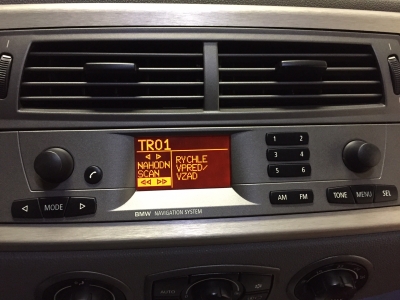 TR01
◁ ▷
NAHODN
SCAN
◁◁ ▷▷
RYCHLE
VPRED/
VZAD
1 2
3 4
5 6
◁ MODE ▷
AM FM
TONE MENU SEL
BMW NAVIGATION SYSTEM
AUTO